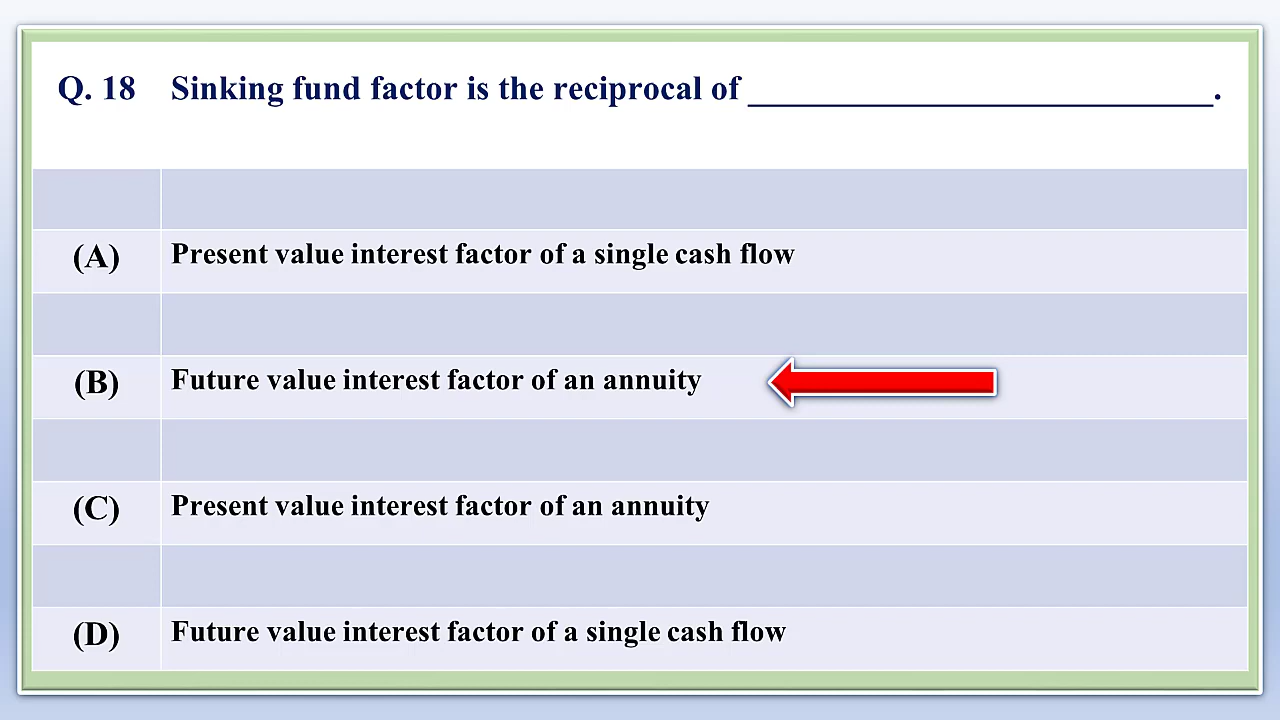 Q. 18 Sinking fund factor is the reciprocal of __________________________.
(A) Present value interest factor of a single cash flow
(B) Future value interest factor of an annuity
(C) Present value interest factor of an annuity
(D) Future value interest factor of a single cash flow